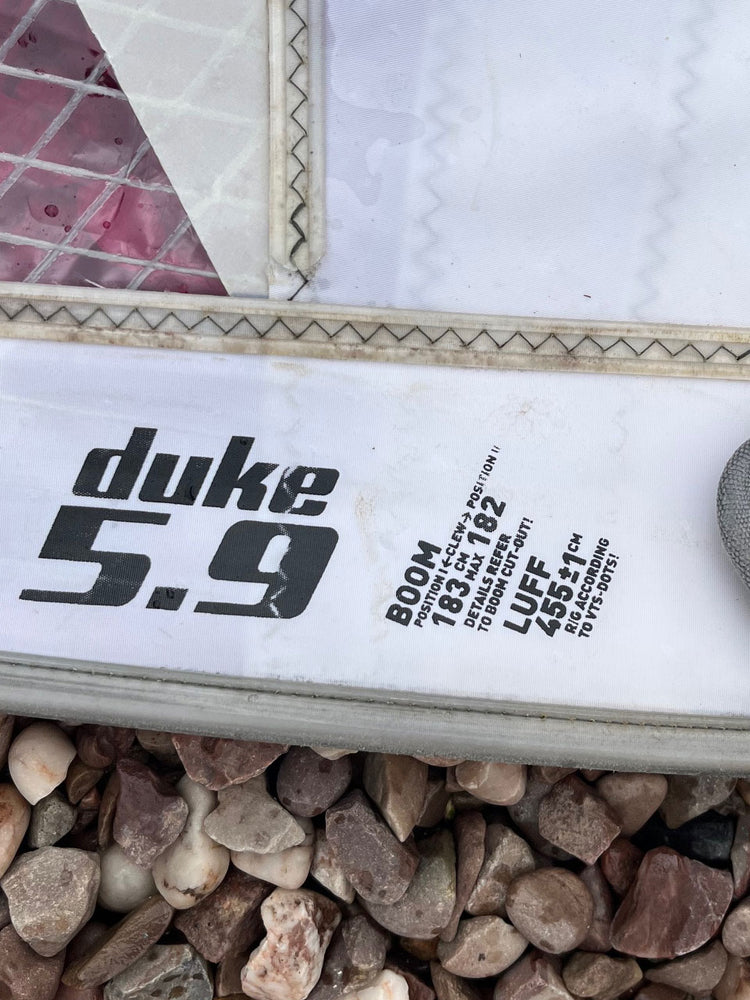 duke
5.9
BOOM
POSITION I <-CLEW-> POSITION II
183 CM MAX 182
DETAILS REFER
TO BOOM CUT-OUT!
LUFF
455±1CM
RIG ACCORDING
TO VTS-DOTS!